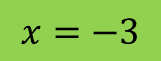 x = −3